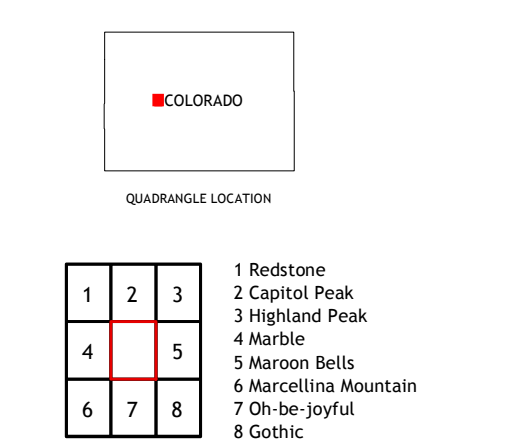 COLORADO
QUADRANGLE LOCATION
1 2 3
4 5
6 7 8
1 Redstone
2 Capitol Peak
3 Highland Peak
4 Marble
5 Maroon Bells
6 Marcellina Mountain
7 Oh-be-joyful
8 Gothic